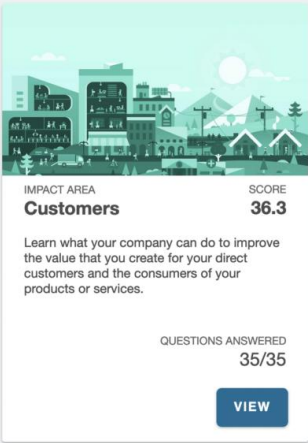 IMPACT AREA
SCORE
Customers
36.3
Learn what your company can do to improve
the value that you create for your direct
customers and the consumers of your
products or services.
QUESTIONS ANSWERED
35/35
VIEW